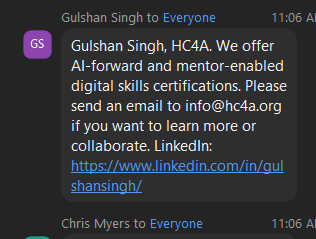 Gulshan Singh to Everyone 11:06 A
GS
Gulshan Singh, HC4A. We offer
AI-forward and mentor-enabled
digital skills certifications. Please
send an email to info@hc4a.org
if you want to learn more or
collaborate. LinkedIn:
https://www.linkedin.com/in/gul
shansingh/
Chris Myers to Everyone 11:06 A